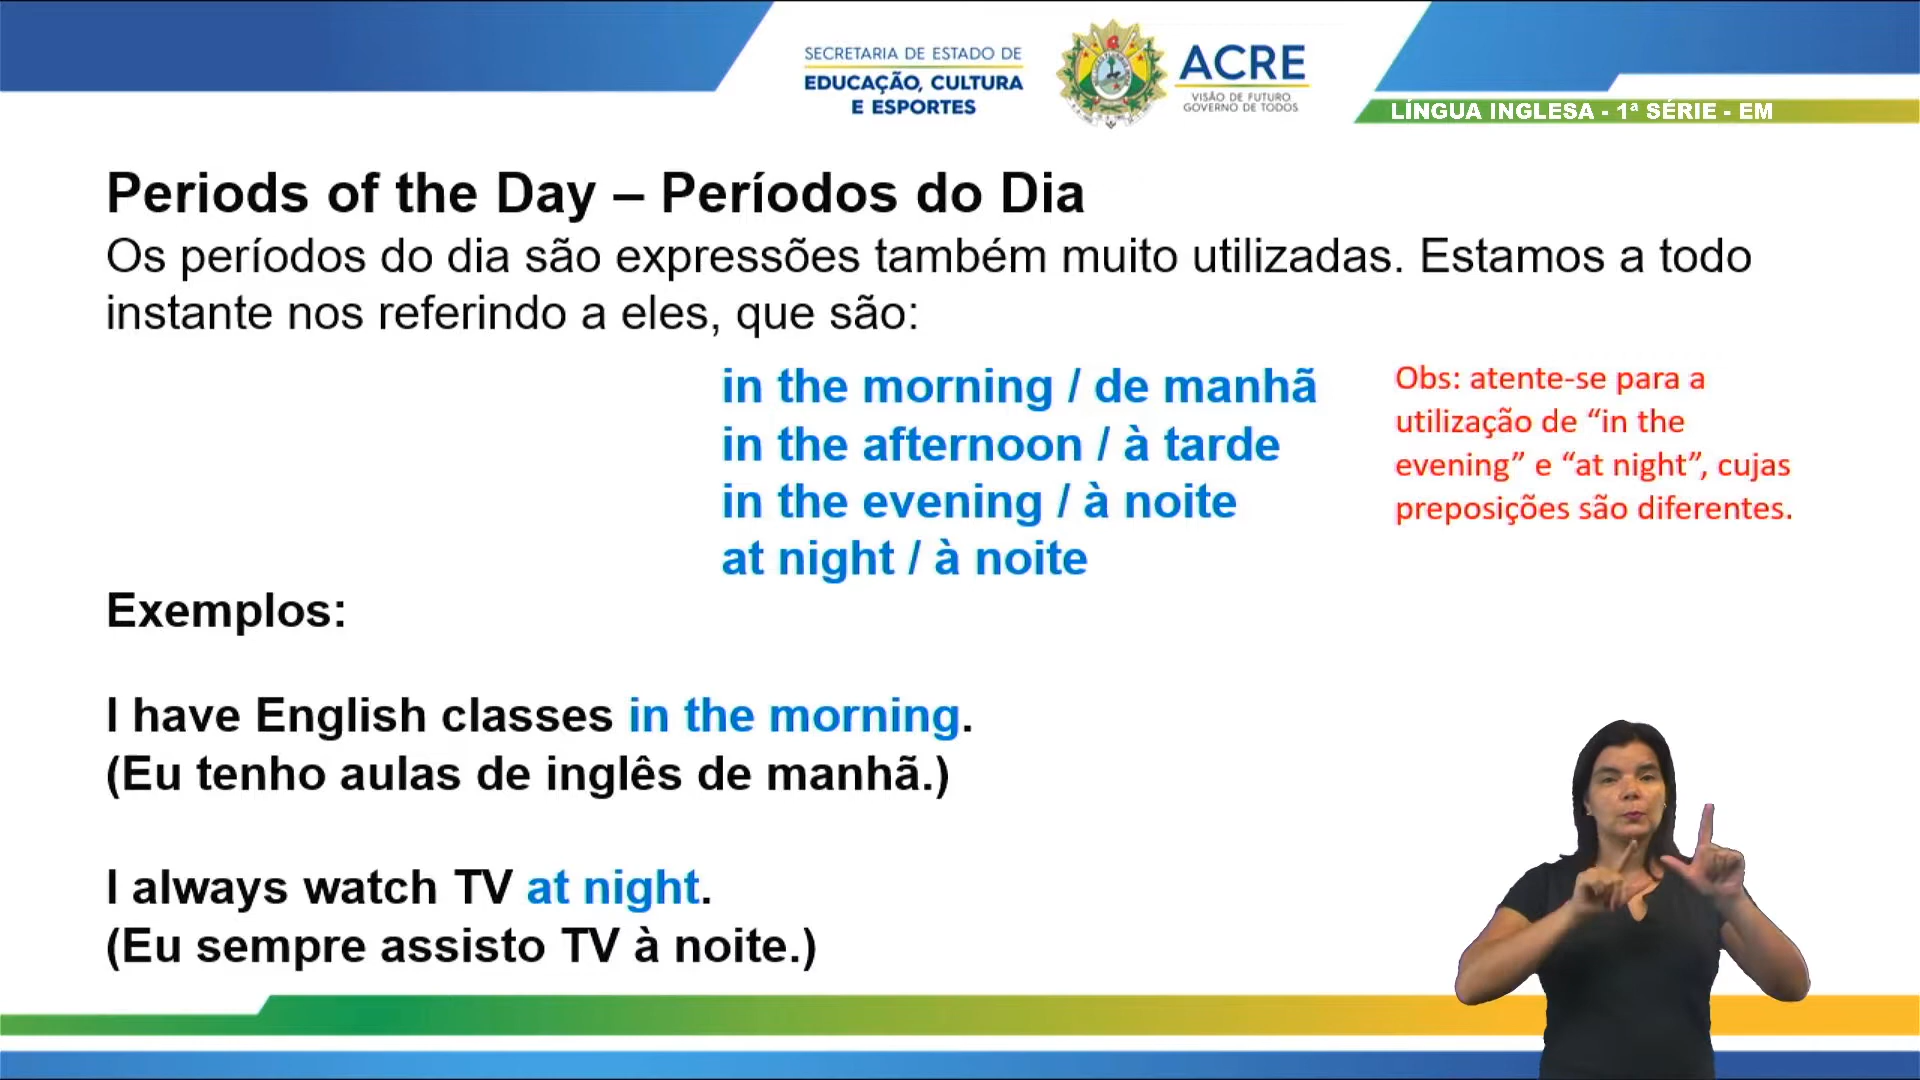 SECRETARIA DE ESTADO DE
EDUCAÇÃO, CULTURA
E ESPORTES
ACRE
VISÃO DE FUTURO
GOVERNO DE TODOS
LÍNGUA INGLESA - 1ª SÉRIE - EM
Periods of the Day – Períodos do Dia
Os períodos do dia são expressões também muito utilizadas. Estamos a todo
instante nos referindo a eles, que são:
in the morning / de manhã
in the afternoon / à tarde
in the evening / à noite
at night / à noite
Obs: atente-se para a
utilização de “in the
evening” e “at night”, cujas
preposições são diferentes.
Exemplos:
I have English classes in the morning.
(Eu tenho aulas de inglês de manhã.)
I always watch TV at night.
(Eu sempre assisto TV à noite.)